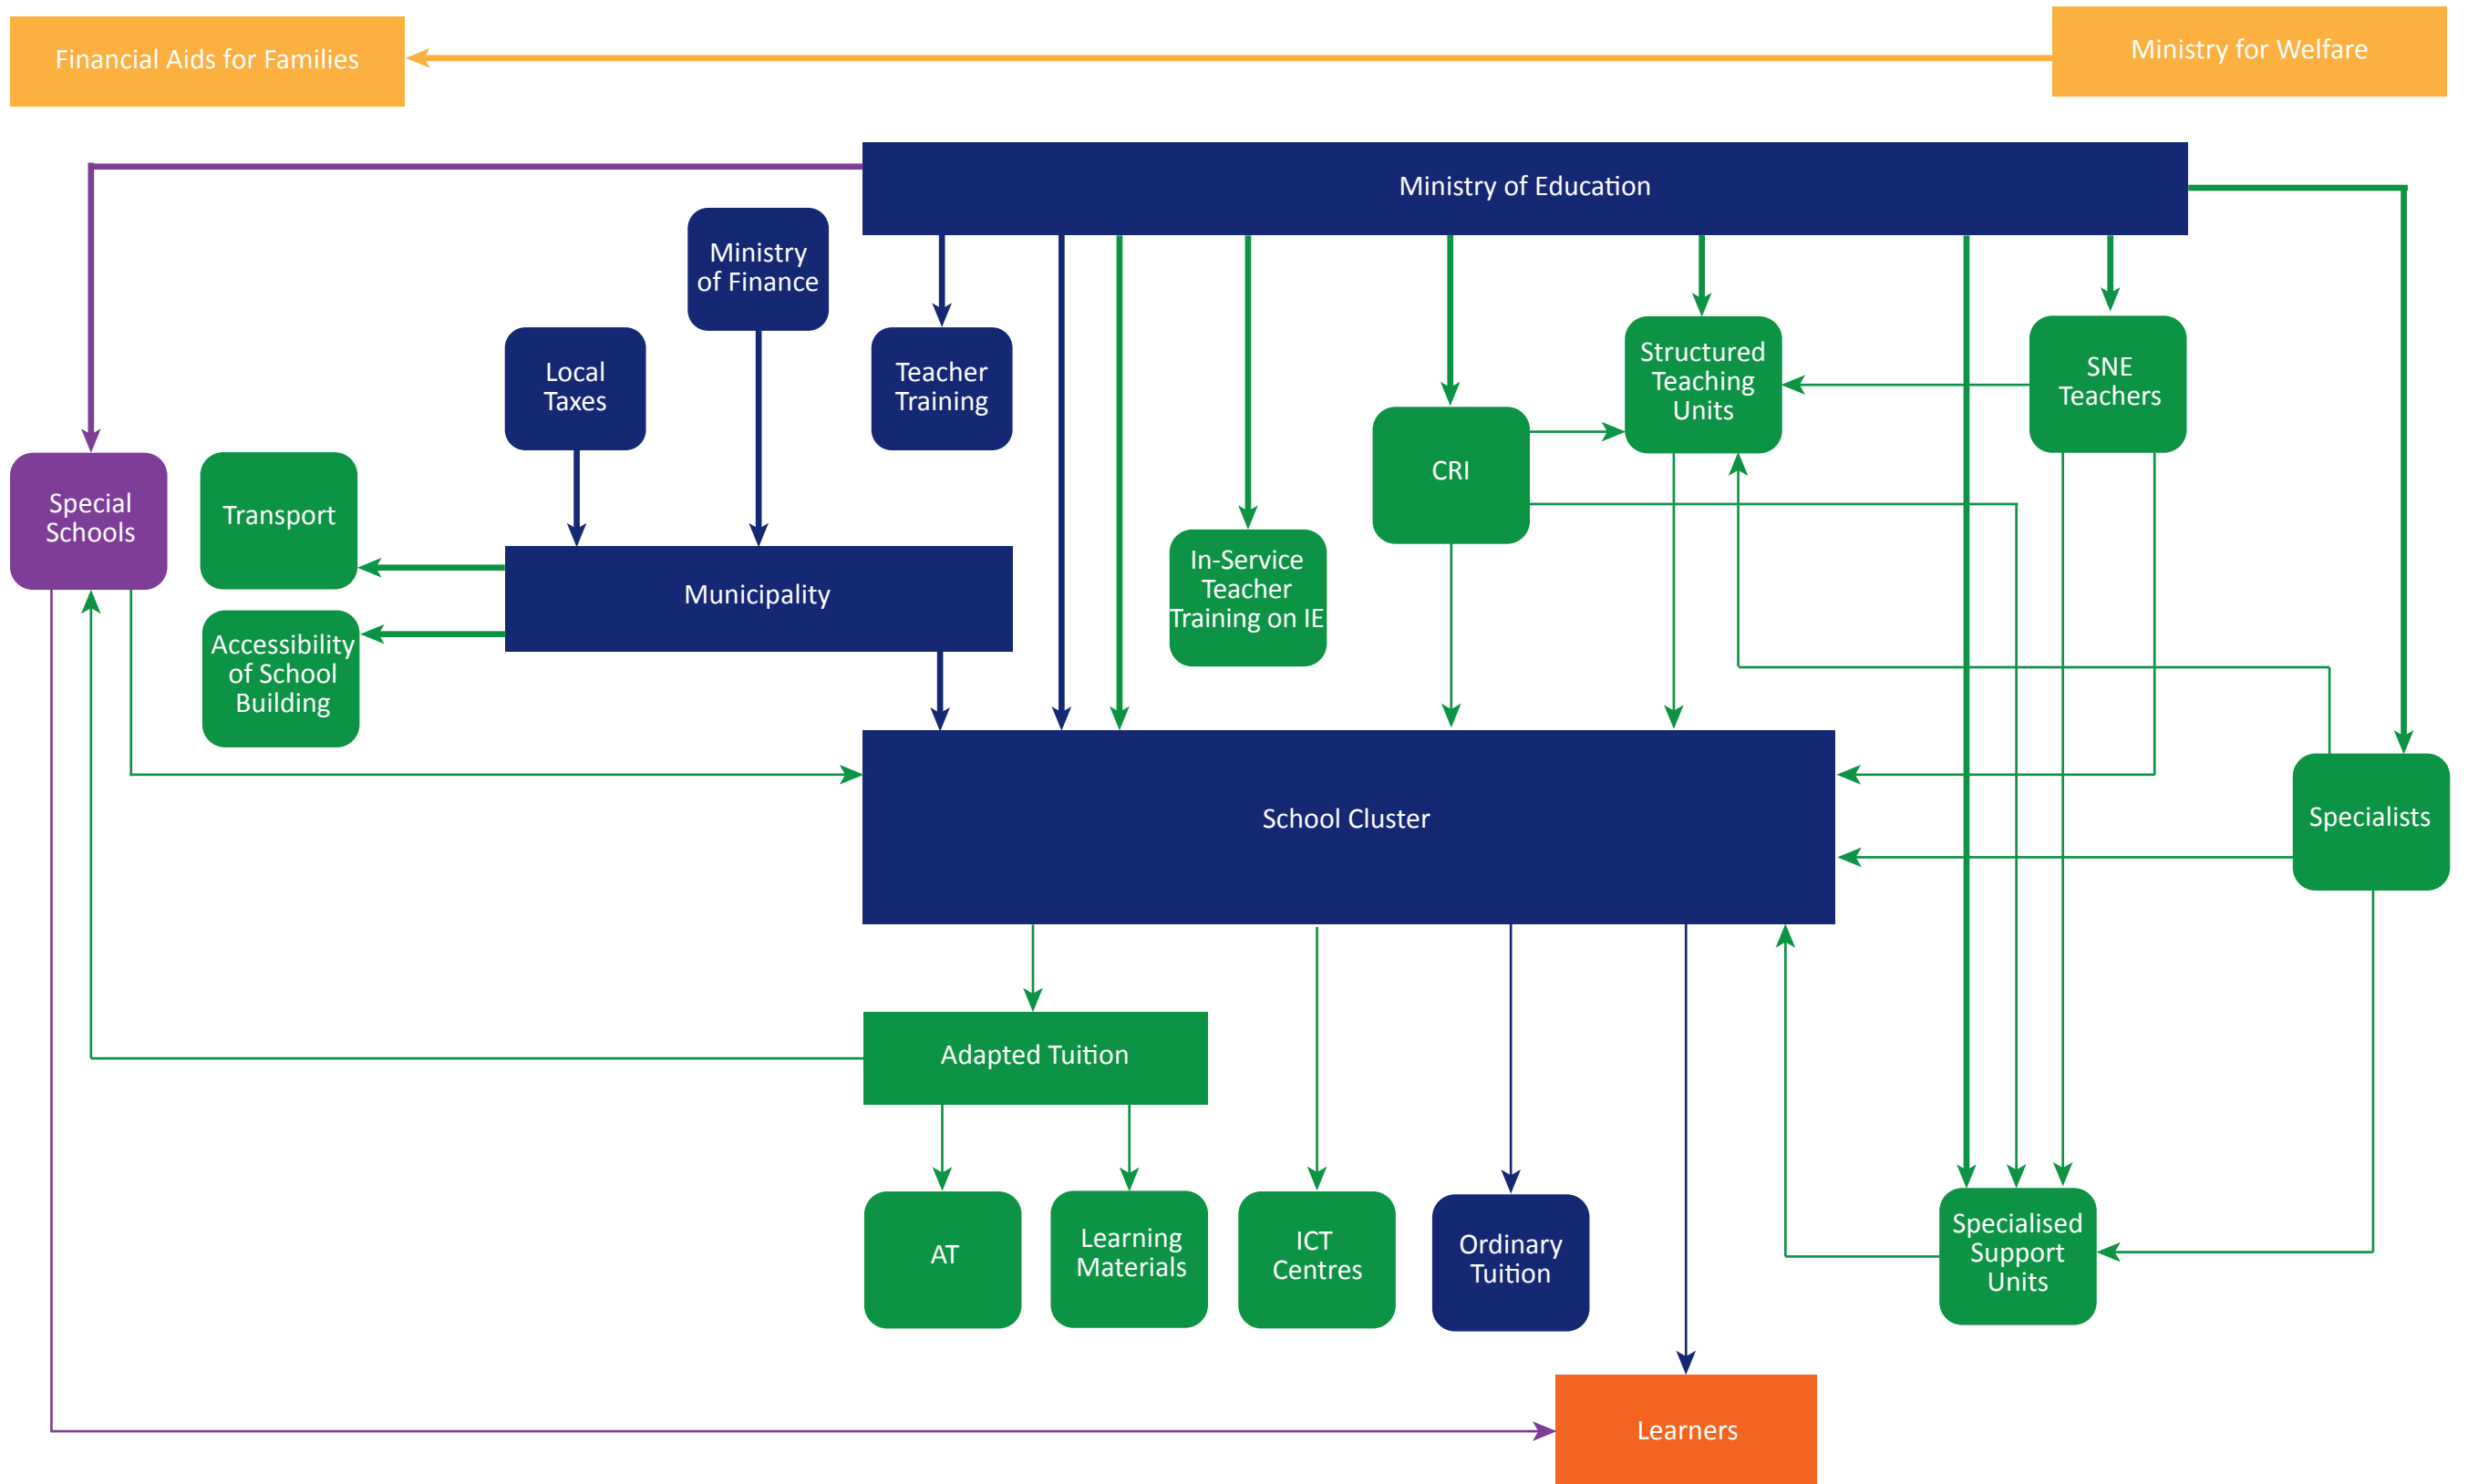 Financial Aids for Families
Ministry for Welfare
Ministry of Education
Ministry
of Finance
Local
Taxes
Teacher
Training
Structured
Teaching
Units
SNE
Teachers
CRI
Special
Schools
Transport
In-Service
Teacher
Training on IE
Municipality
Accessibility
of School
Building
School Cluster
Specialists
Adapted Tuition
AT
Learning
Materials
ICT
Centres
Ordinary
Tuition
Specialised
Support
Units
Learners